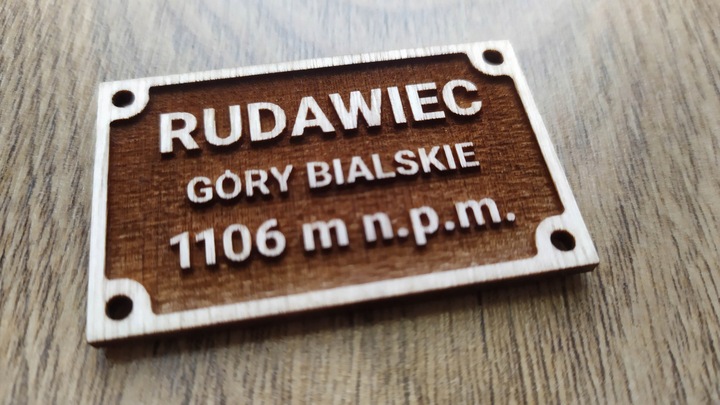 RUDAWIEC
GÓRY BIALSKIE
1106 m n.p.m.